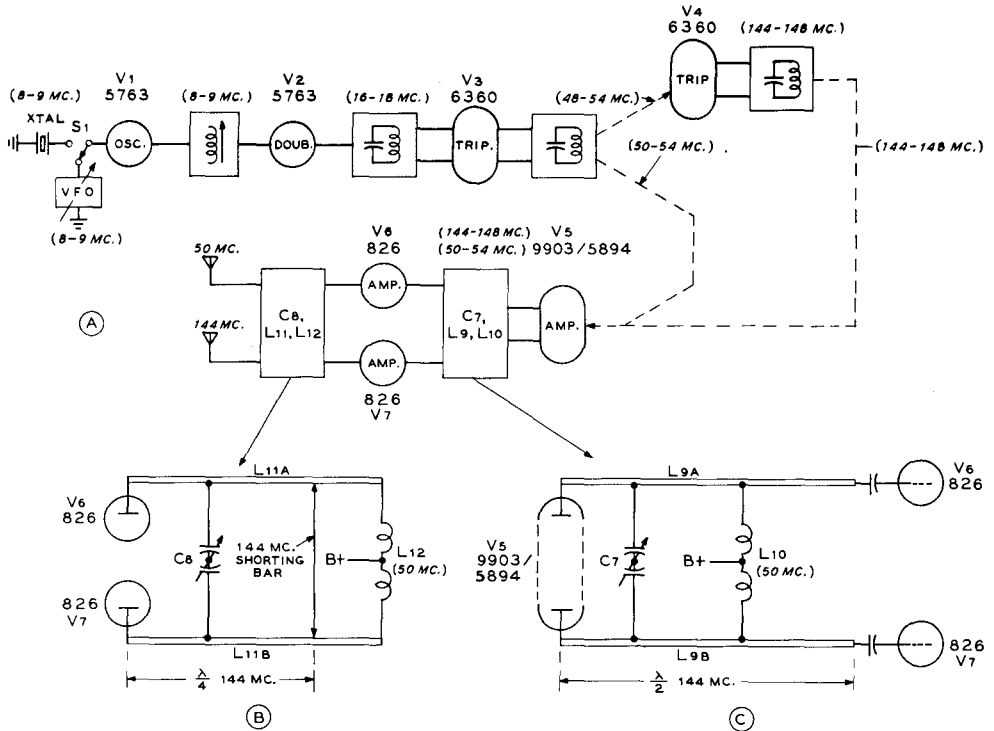 V4
6360
(144-148 MC.)
TRIP
V1
5763
V2
5763
V3
6360
(8-9 MC.)
(8-9 MC.)
(16-18 MC.)
(48-54 MC.)
XTAL
S1
OSC.
DOUB.
TRIP.
(50-54 MC.)
(144-148 MC.)
VFO
(8-9 MC.)
50 MC.
V6
826
(144-148 MC.)
(50-54 MC.)
V5
9903/5894
AMP.
A
144 MC.
C8,
L11, L12
C7,
L9, L10
AMP.
AMP.
826
V7
L11A
V6
826
C8
144 MC.
SHORTING
BAR
B+
L12
(50 MC.)
826
V7
L11B
λ/4 144 MC.
B
L9A
V6
826
V5
9903/
5894
C7
B+
L10
(50 MC.)
826
V7
L9B
λ/2 144 MC.
C